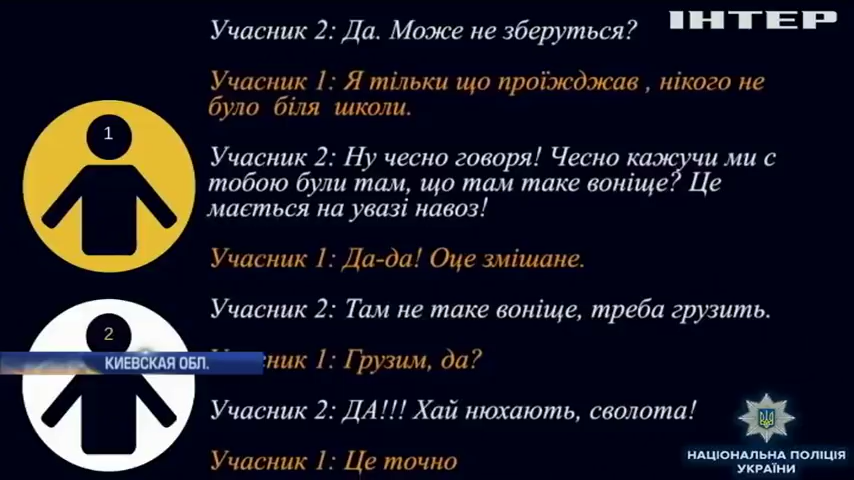 ІНТЕР
Учасник 2: Да. Може не зберуться?
Учасник 1: Я тільки що проїжджав , нікого не
було біля школи.
1
Учасник 2: Ну чесно говоря! Чесно кажучи ми с
тобою були там, що там таке воніще? Це
мається на увазі навоз!
Учасник 1: Да-да! Оце змішане.
Учасник 2: Там не таке воніще, треба грузить.
2
КИЕВСКАЯ ОБЛ.
Учасник 1: Грузим, да?
Учасник 2: ДА!!! Хай нюхають, сволота!
Учасник 1: Це точно
НАЦІОНАЛЬНА ПОЛІЦІЯ
УКРАЇНИ